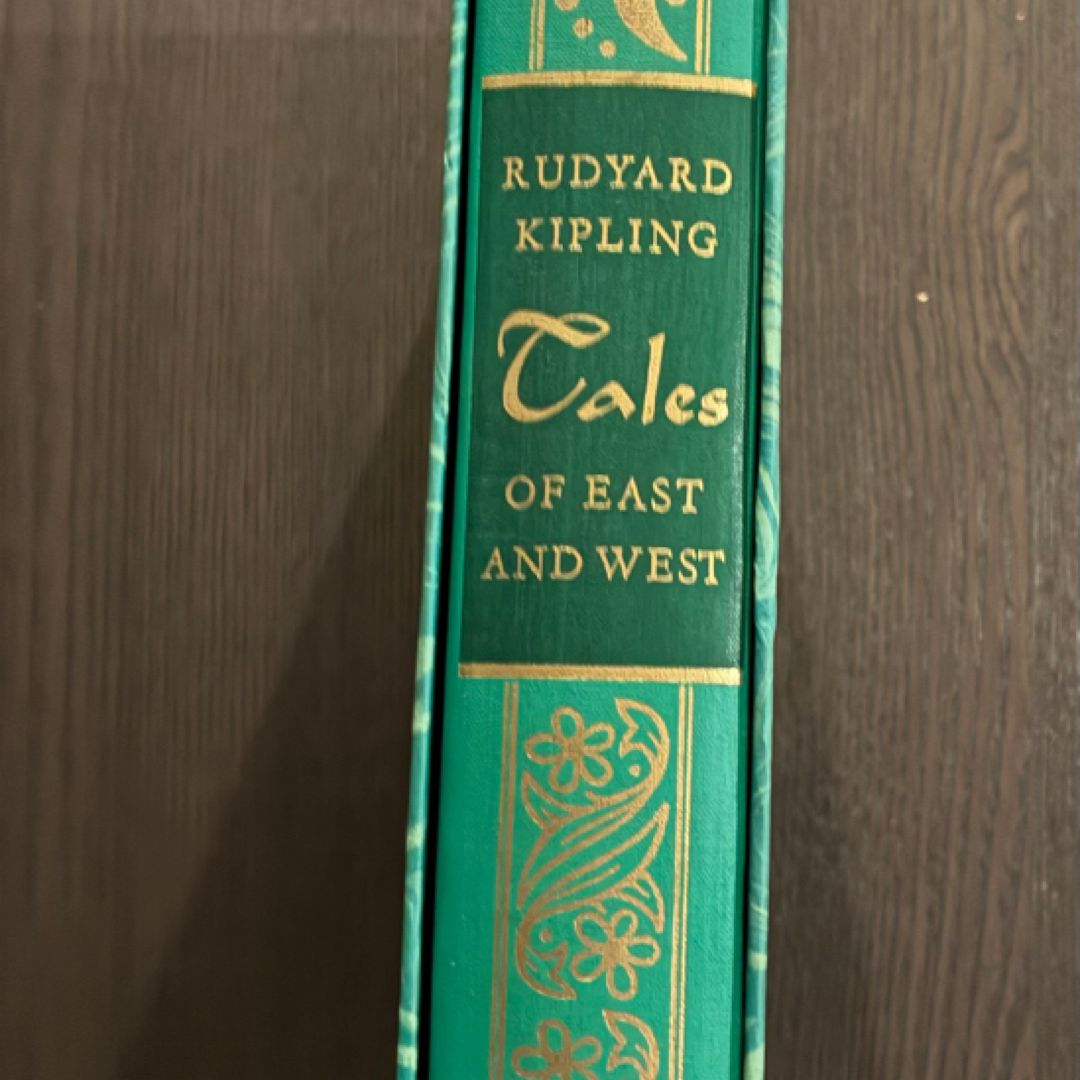 RUDYARD
KIPLING
Tales
OF EAST
AND WEST